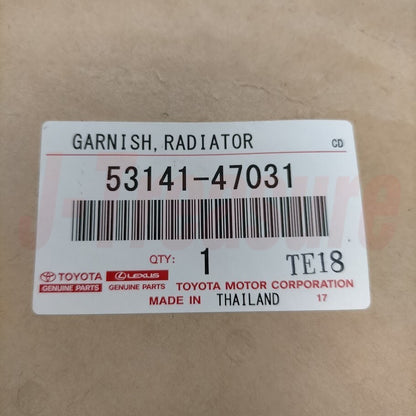 GARNISH, RADIATOR CD
53141-47031
QTY: 1 TE18
TOYOTA LEXUS
GENUINE PARTS GENUINE PARTS TOYOTA MOTOR CORPORATION
MADE IN THAILAND 17
J-Treasure